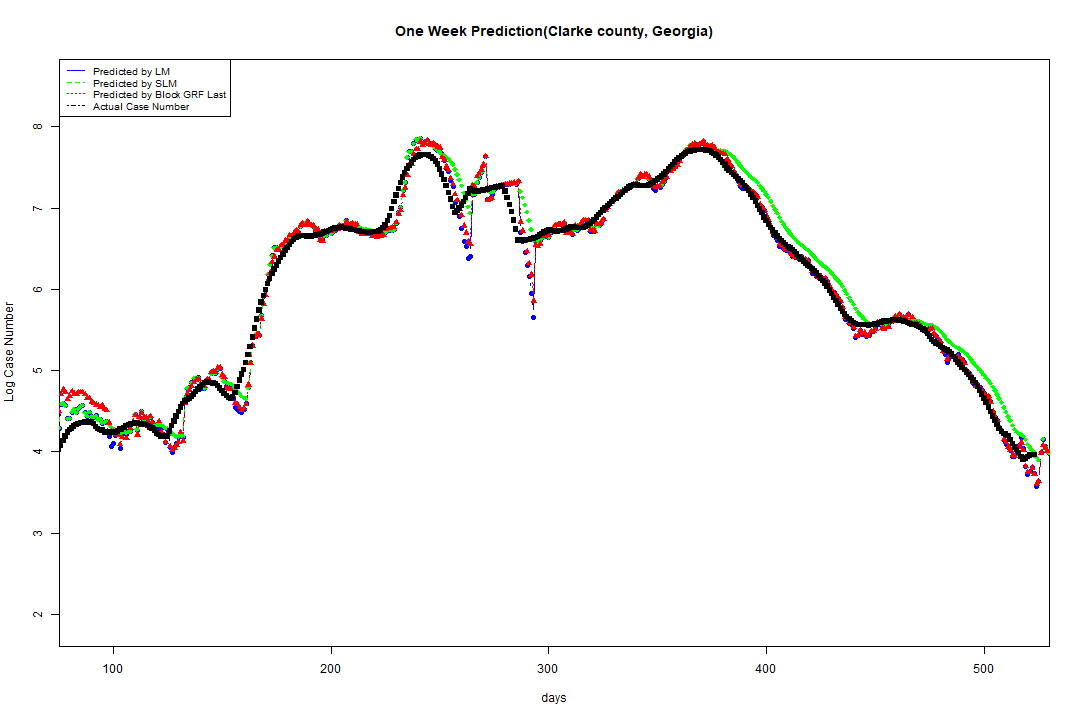 One Week Prediction(Clarke county, Georgia)
Predicted by LM
Predicted by SLM
Predicted by Block GRF Last
Actual Case Number
8
7
6
5
4
3
2
Log Case Number
100 200 300 400 500
days